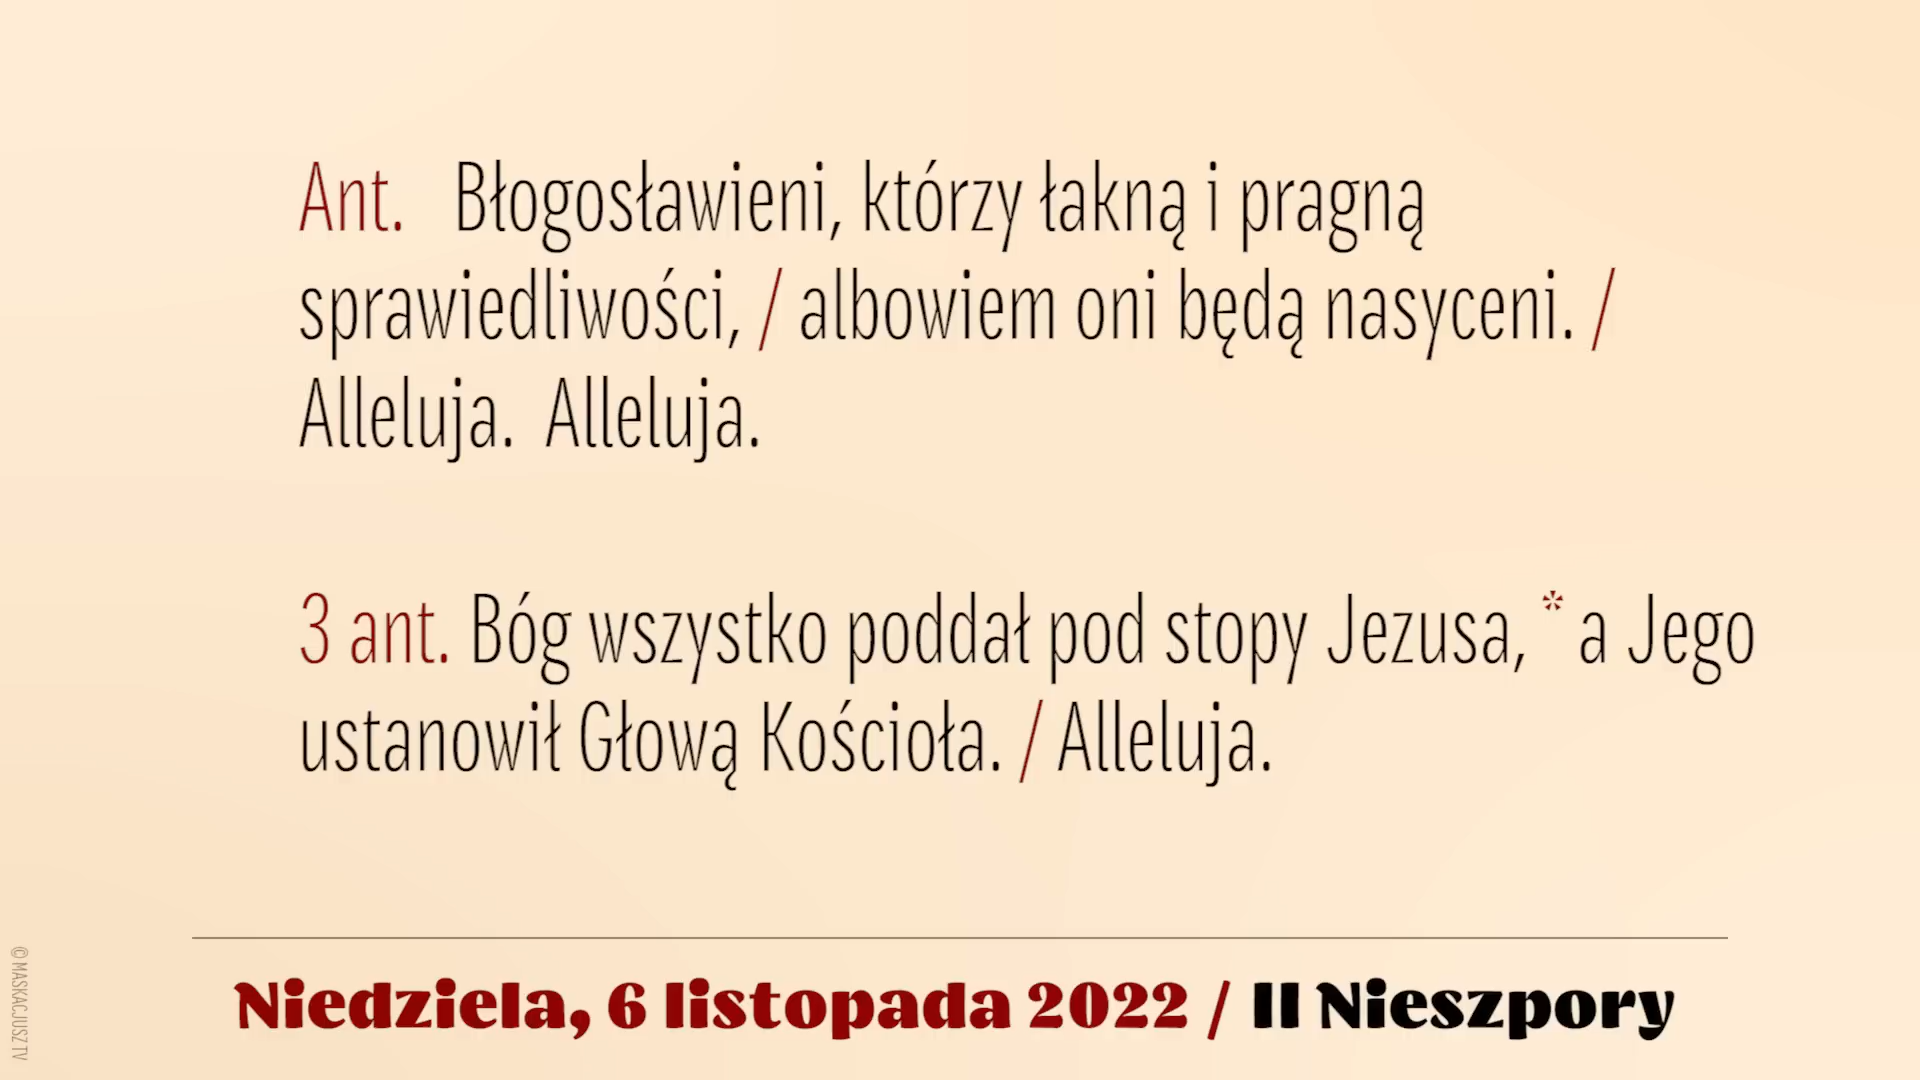 Ant. Błogosławieni, którzy łakną i pragną
sprawiedliwości, / albowiem oni będą nasyceni. /
Alleluja. Alleluja.
3 ant. Bóg wszystko poddał pod stopy Jezusa, * a Jego
ustanowił Głową Kościoła. / Alleluja.
Niedziela, 6 listopada 2022 / II Nieszpory
© MASKACJUSZ TV